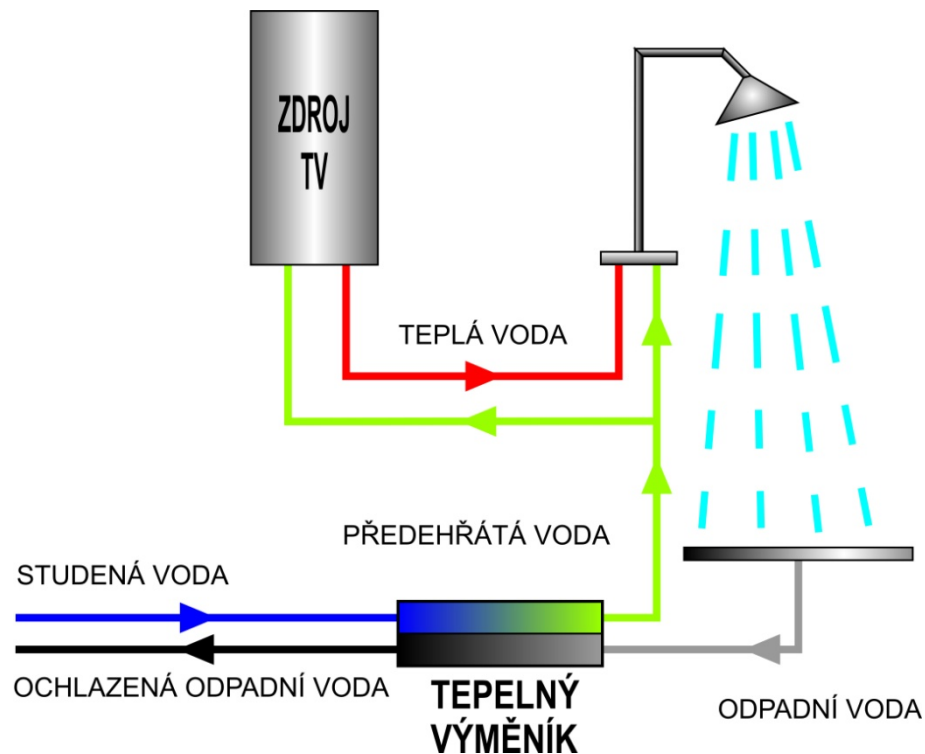 ZDROJ
TV
TEPLÁ VODA
PŘEDEHŘÁTÁ VODA
STUDENÁ VODA
OCHLAZENÁ ODPADNÍ VODA
TEPELNÝ
VÝMĚNÍK
ODPADNÍ VODA